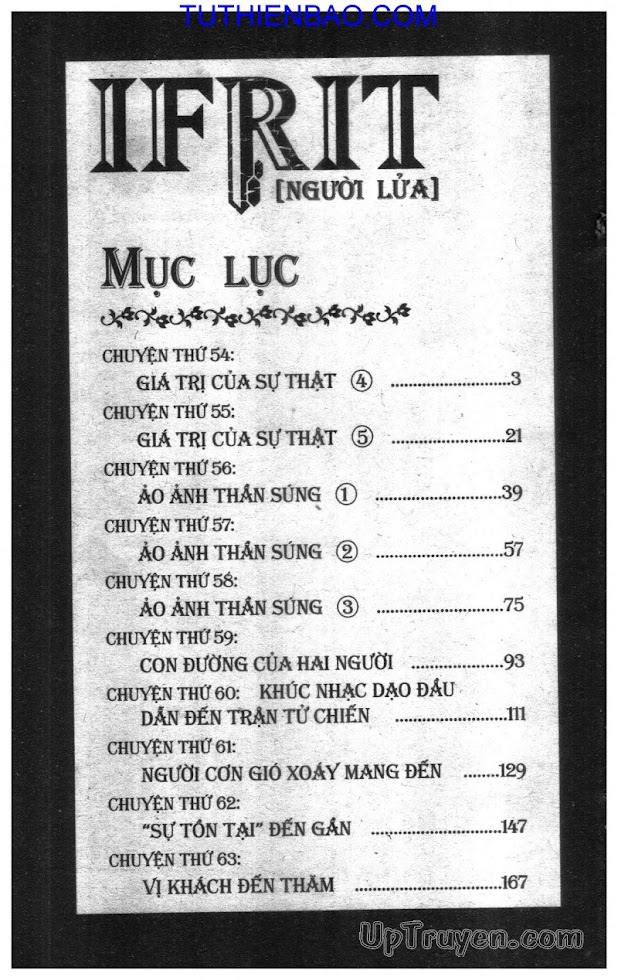 TUTHIENBAO.COM
IFRIT
[NGƯỜI LỬA]
MỤC LỤC
CHUYỆN THỨ 54:
GIÁ TRỊ CỦA SỰ THẬT ④ ..............................3
CHUYỆN THỨ 55:
GIÁ TRỊ CỦA SỰ THẬT ⑤ ............................21
CHUYỆN THỨ 56:
ẢO ẢNH THẦN SÚNG ① ................................39
CHUYỆN THỨ 57:
ẢO ẢNH THẦN SÚNG ② ................................57
CHUYỆN THỨ 58:
ẢO ẢNH THẦN SÚNG ③ ................................75
CHUYỆN THỨ 59:
CON ĐƯỜNG CỦA HAI NGƯỜI .......................93
CHUYỆN THỨ 60: KHÚC NHẠC DẠO ĐẦU
DẪN ĐẾN TRẬN TỬ CHIẾN ............................111
CHUYỆN THỨ 61:
NGƯỜI CƠN GIÓ XOÁY MANG ĐẾN ........129
CHUYỆN THỨ 62:
“SỰ TỒN TẠI” ĐẾN GẦN ................................147
CHUYỆN THỨ 63:
VỊ KHÁCH ĐẾN THĂM ....................................167
UpTruyen.com